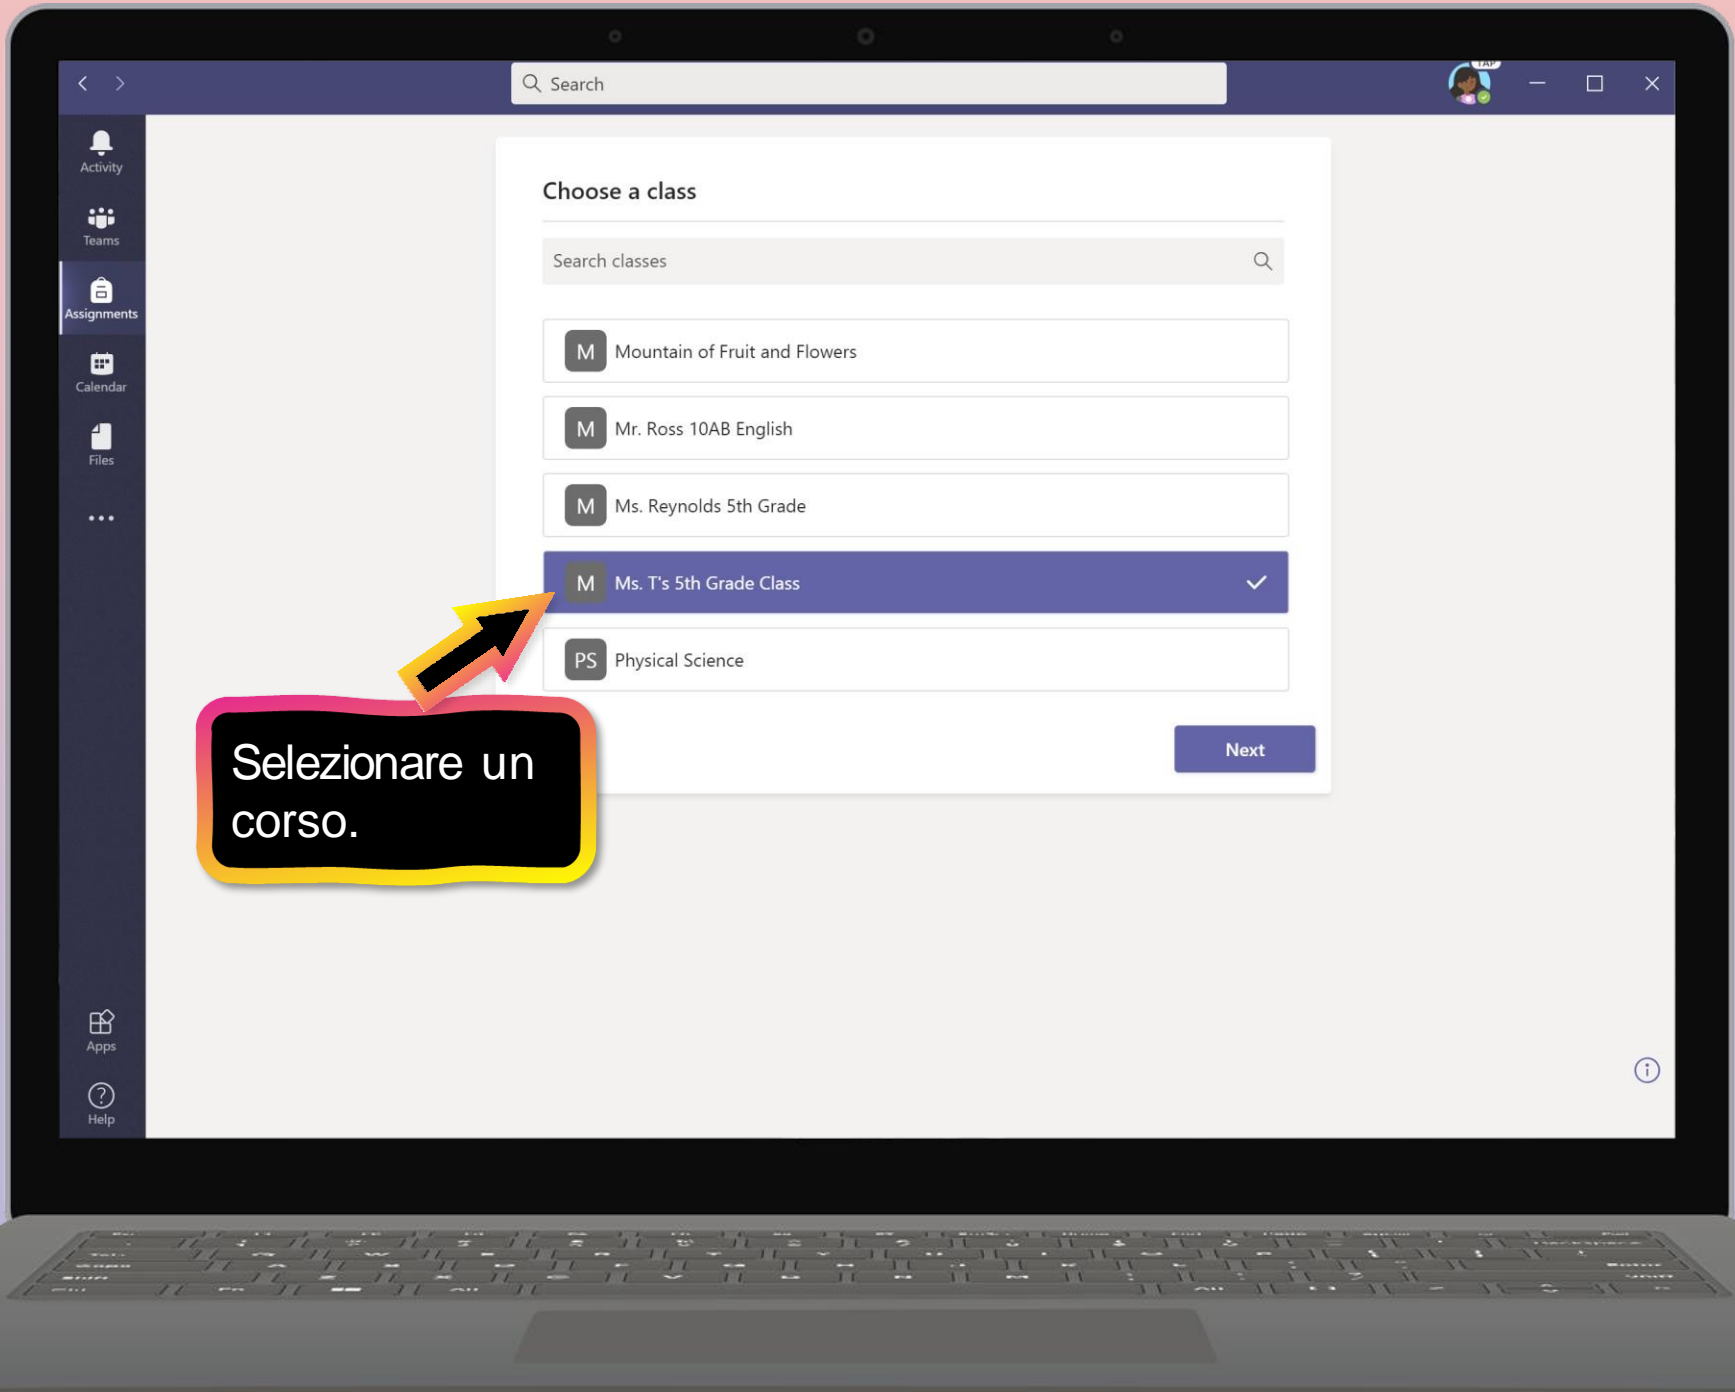 Search
TAP
Activity
Teams
Assignments
Calendar
Files
Choose a class
Search classes
M Mountain of Fruit and Flowers
M Mr. Ross 10AB English
M Ms. Reynolds 5th Grade
M Ms. T's 5th Grade Class
PS Physical Science
Next
Selezionare un
corso.
Apps
Help